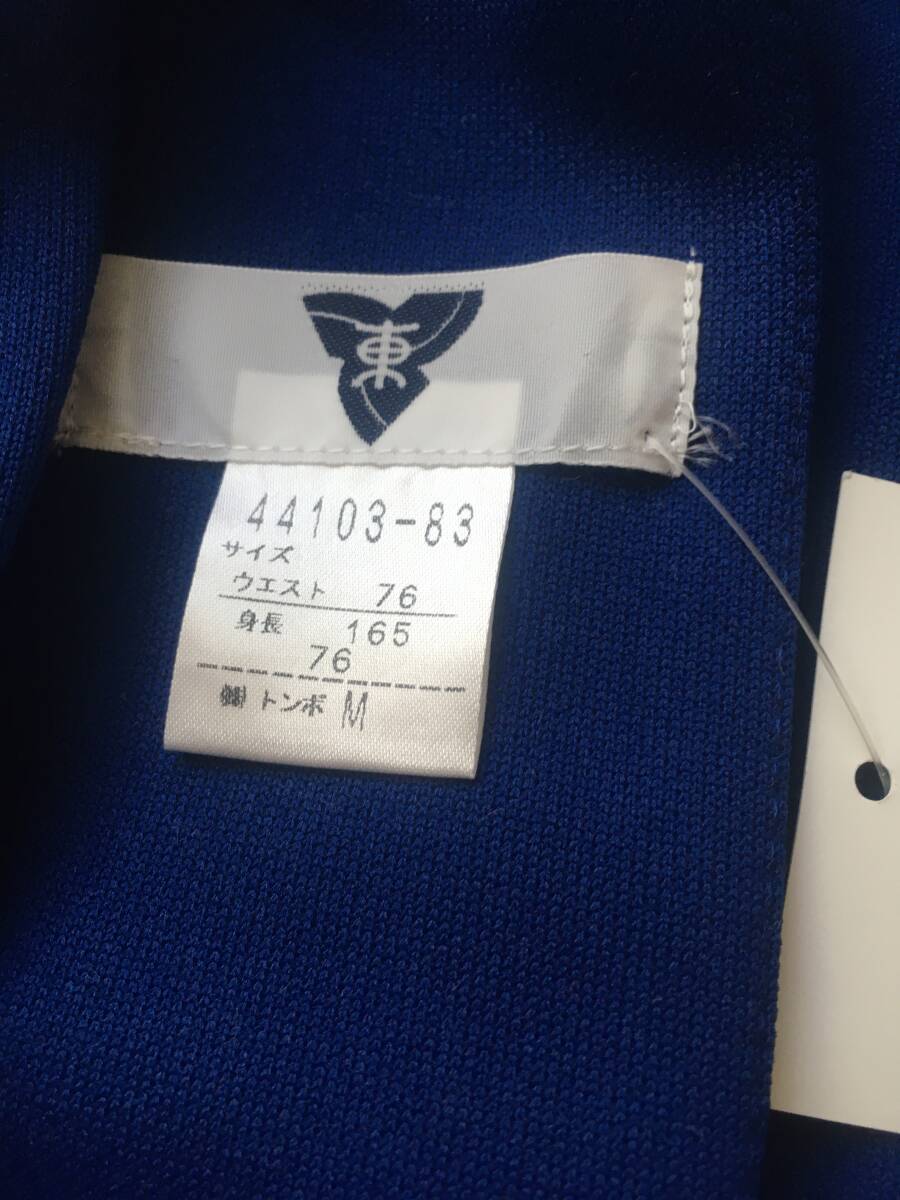 東
44103-83
サイズ
ウエスト 76
身長 165
76
㈱トンボ M